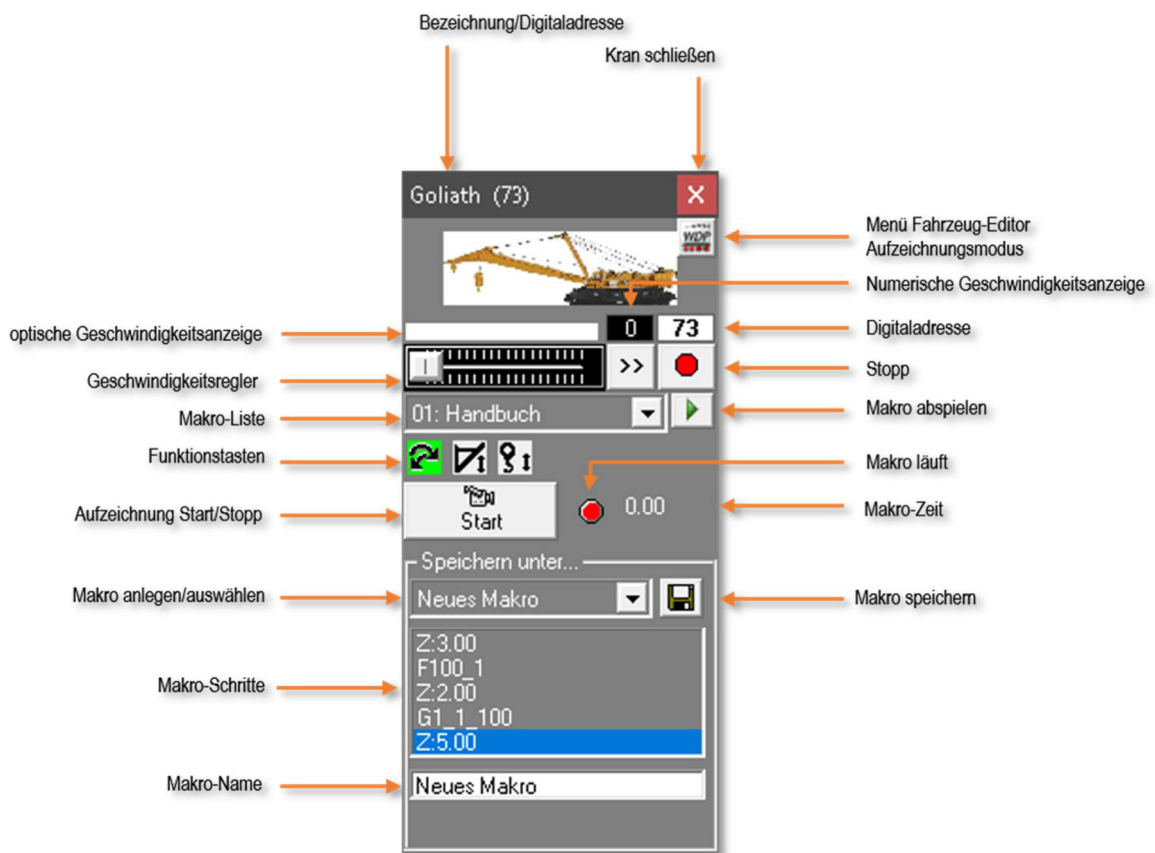 Bezeichnung/Digitaladresse
Kran schließen
Goliath (73)
Menü Fahrzeug-Editor
Aufzeichnungsmodus
WDP
Numerische Geschwindigkeitsanzeige
optische Geschwindigkeitsanzeige
0
73
Digitaladresse
Geschwindigkeitsregler
>>
Stopp
Makro-Liste
01: Handbuch
Makro abspielen
Funktionstasten
Makro läuft
Aufzeichnung Start/Stopp
Start
0.00
Makro-Zeit
Speichern unter...
Makro anlegen/auswählen
Neues Makro
Makro speichern
Z:3.00
F100_1
Makro-Schritte
Z:2.00
G1_1_100
Z:5.00
Makro-Name
Neues Makro